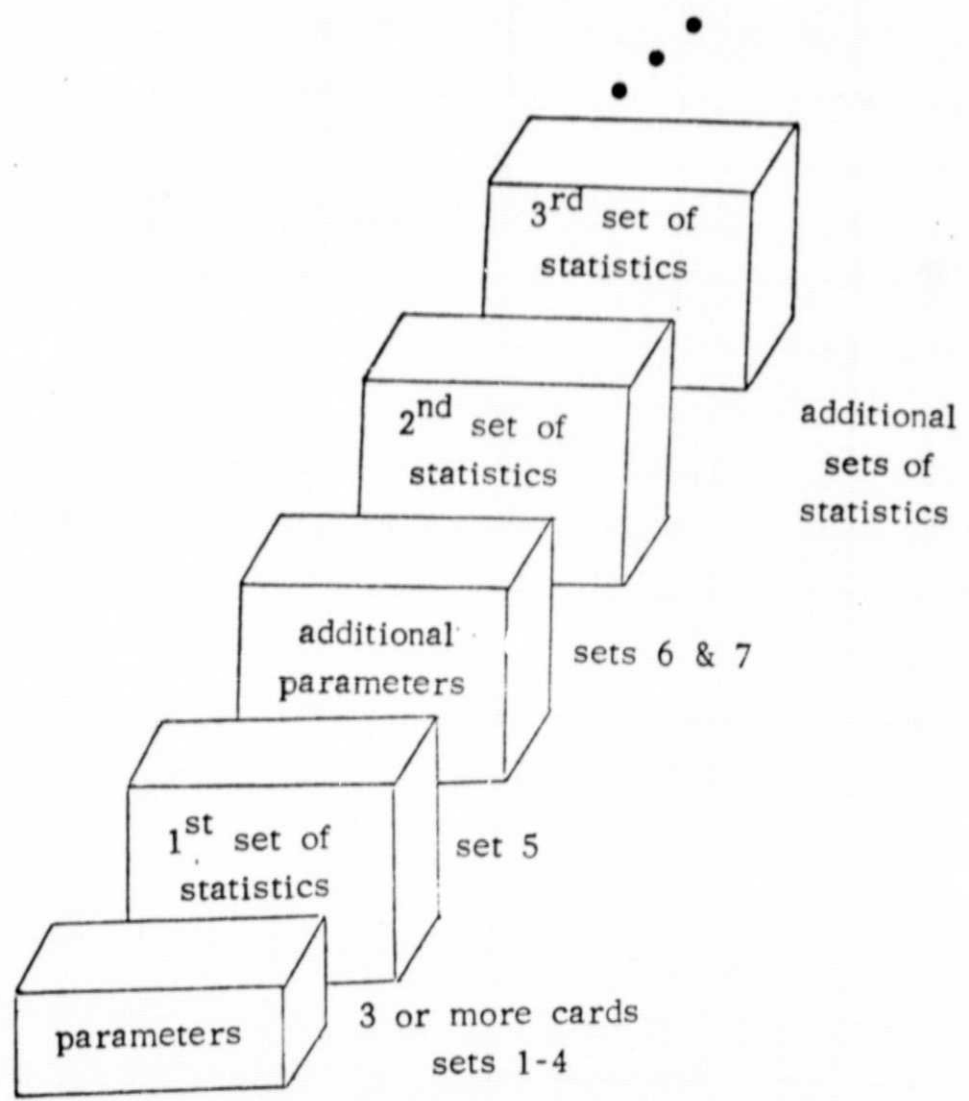 3rd set of
statistics
additional
sets of
statistics
2nd set of
statistics
additional
parameters
sets 6 & 7
1st set of
statistics
set 5
parameters
3 or more cards
sets 1-4